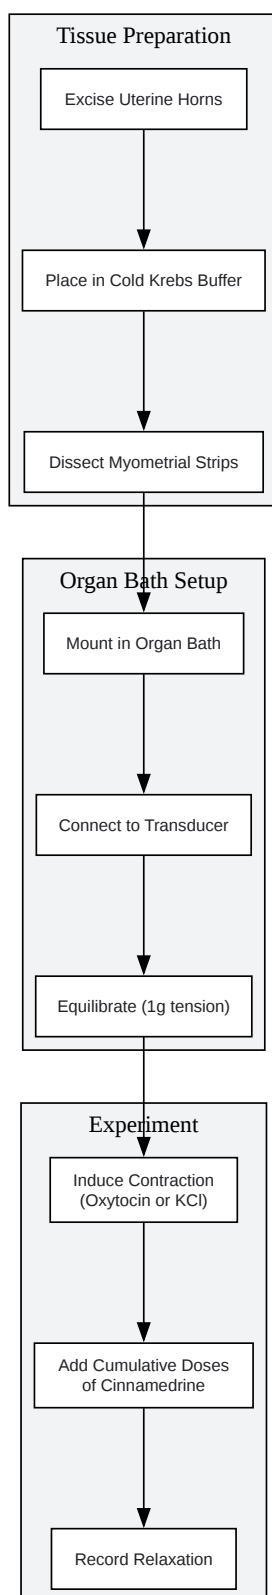 Tissue Preparation
Excise Uterine Horns
Place in Cold Krebs Buffer
Dissect Myometrial Strips
Organ Bath Setup
Mount in Organ Bath
Connect to Transducer
Equilibrate (1g tension)
Experiment
Induce Contraction
(Oxytocin or KCl)
Add Cumulative Doses
of Cinnamedrine
Record Relaxation